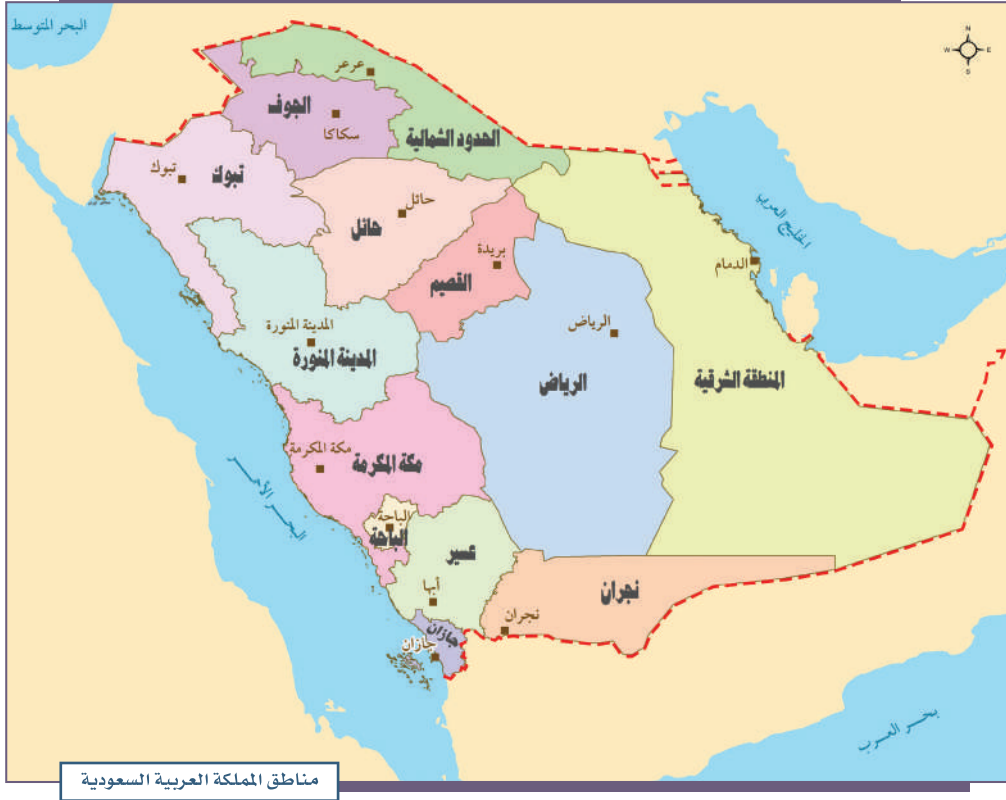 البحر المتوسط
N
W
E
S
عرعر
الجوف
سكاكا
الحدود الشمالية
تبوك
تبوك
حائل
حائل
الخليج العربي
بريدة
القصيم
الدمام
المدينة المنورة
المدينة المنورة
الرياض
الرياض
المنطقة الشرقية
مكة المكرمة
مكة المكرمة
البحر الأحمر
الباحة
الباحة
عسير
أبها
نجران
نجران
جازان
جازان
بحر العرب
مناطق المملكة العربية السعودية